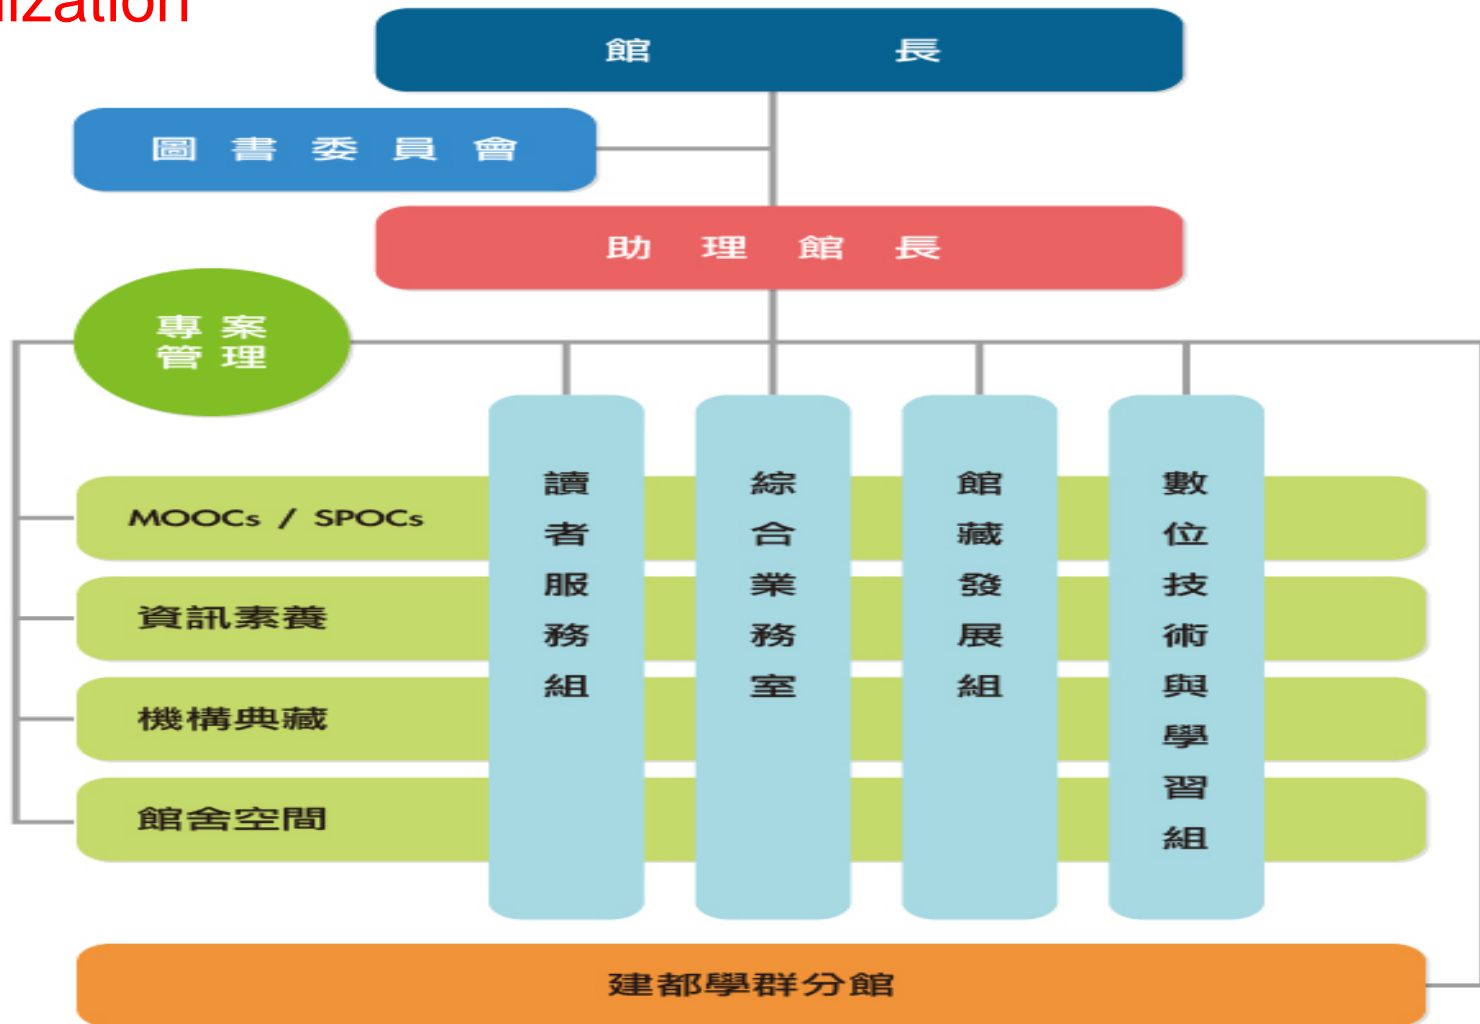 館長
圖書委員會
助理館長
專案
管理
讀者服務組
綜合業務室
館藏發展組
數位技術與學習組
MOOCs / SPOCs
資訊素養
機構典藏
館舍空間
建都學群分館